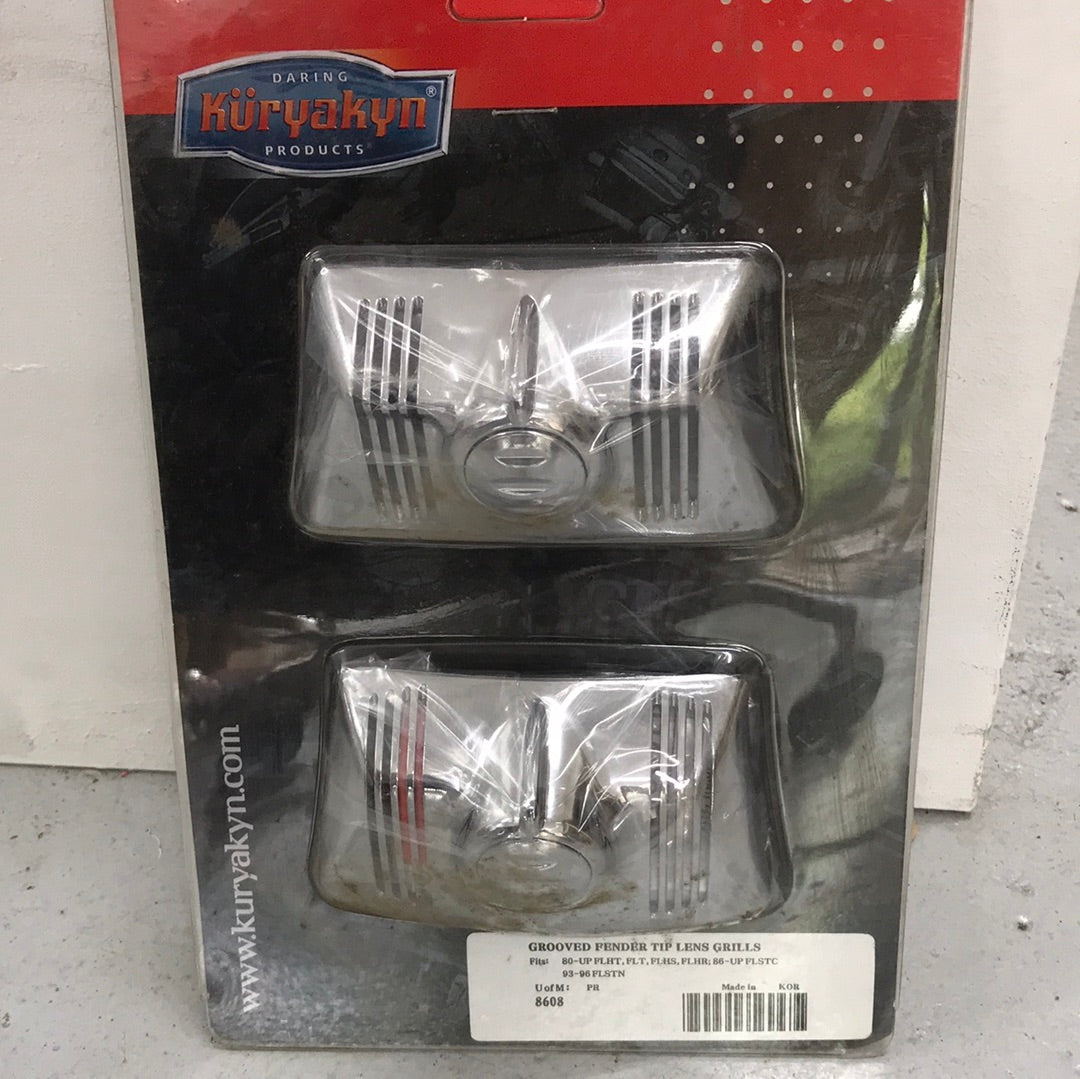 DARING
Küryakyn®
PRODUCTS
www.kuryakyn.com
GROOVED FENDER TIP LENS GRILLS
Fits: 80-UP FLHT, FLT, FLHS, FLHR; 86-UP FLSTC
93-96 FLSTN
U of M: PR Made in KOR
8608